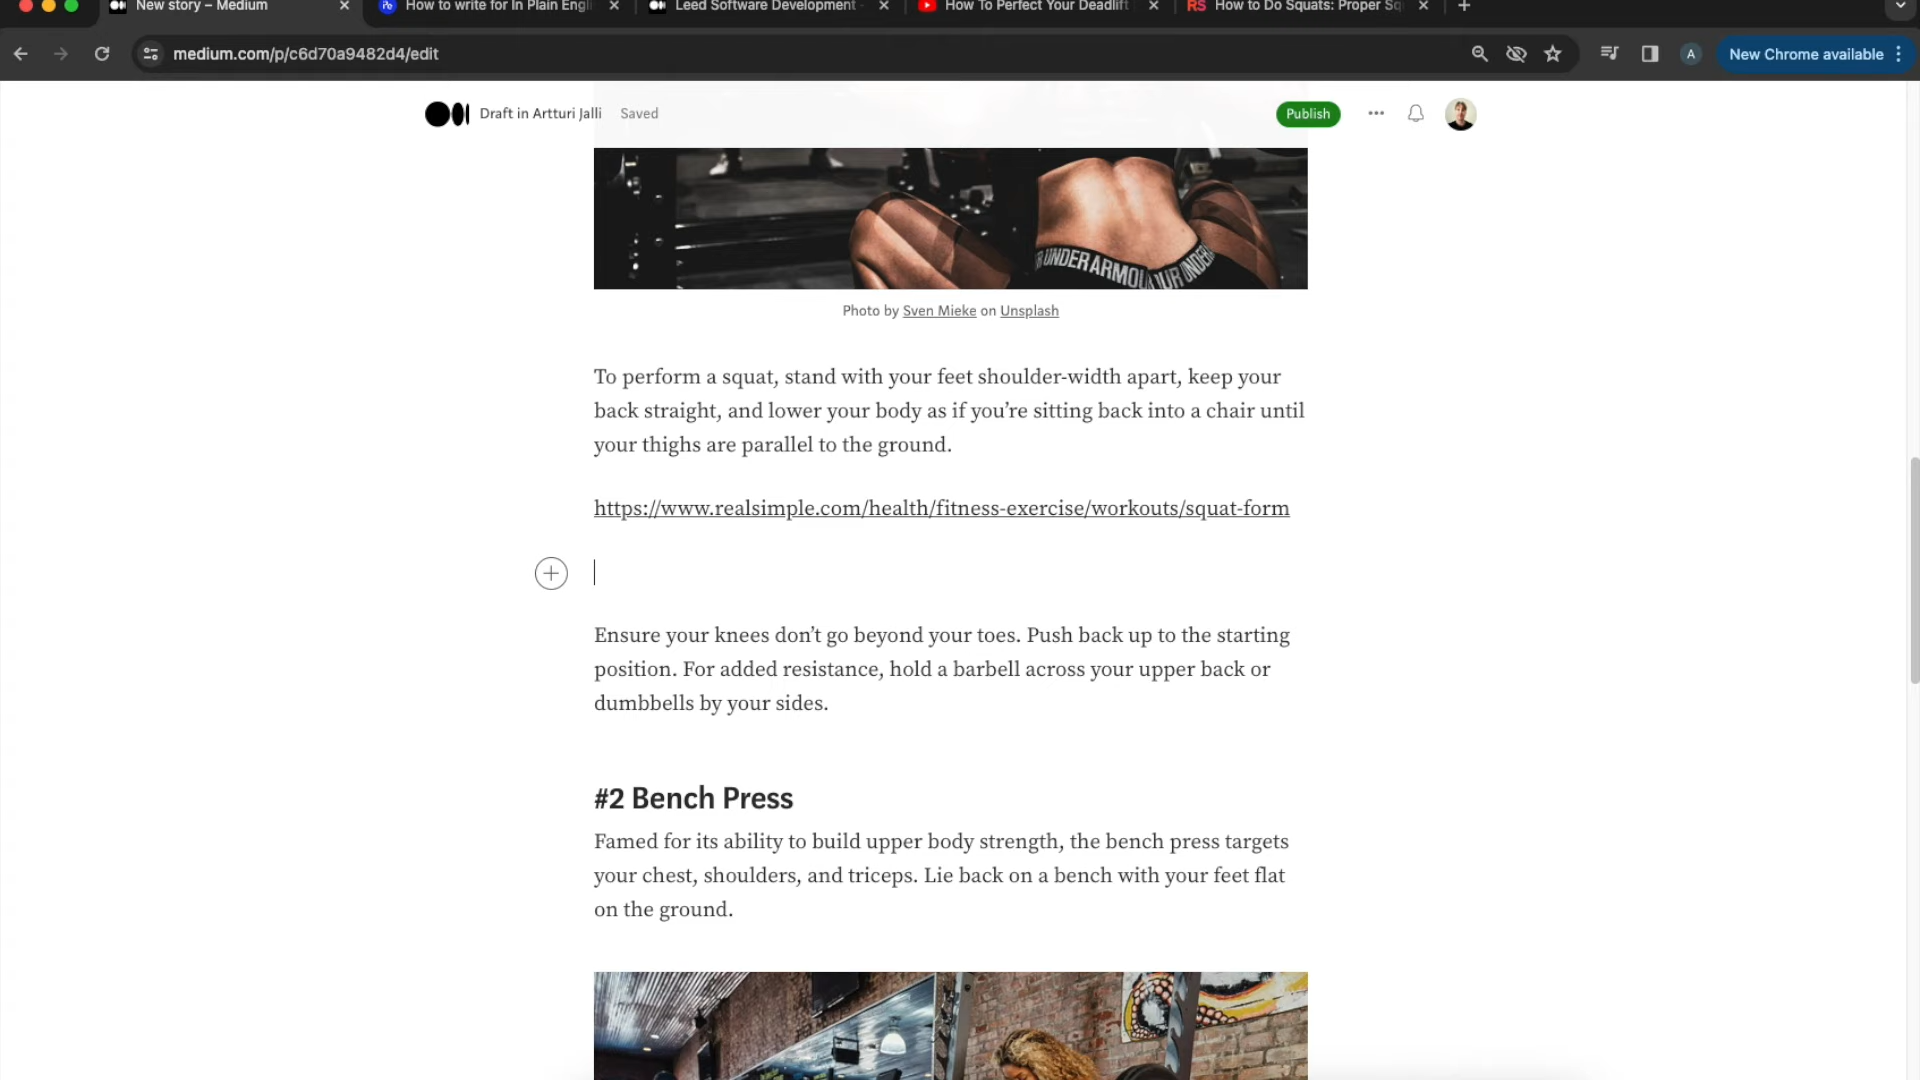 New story – Medium
How to write for In Plain Engli
Leed Software Development
How To Perfect Your Deadlift
RS How to Do Squats: Proper Sq
medium.com/p/c6d70a9482d4/edit
A
New Chrome available
Draft in Artturi Jalli Saved
Publish
UNDER ARMOUR UNDER
Photo by Sven Mieke on Unsplash
To perform a squat, stand with your feet shoulder-width apart, keep your
back straight, and lower your body as if you’re sitting back into a chair until
your thighs are parallel to the ground.
https://www.realsimple.com/health/fitness-exercise/workouts/squat-form
Ensure your knees don’t go beyond your toes. Push back up to the starting
position. For added resistance, hold a barbell across your upper back or
dumbbells by your sides.
#2 Bench Press
Famed for its ability to build upper body strength, the bench press targets
your chest, shoulders, and triceps. Lie back on a bench with your feet flat
on the ground.